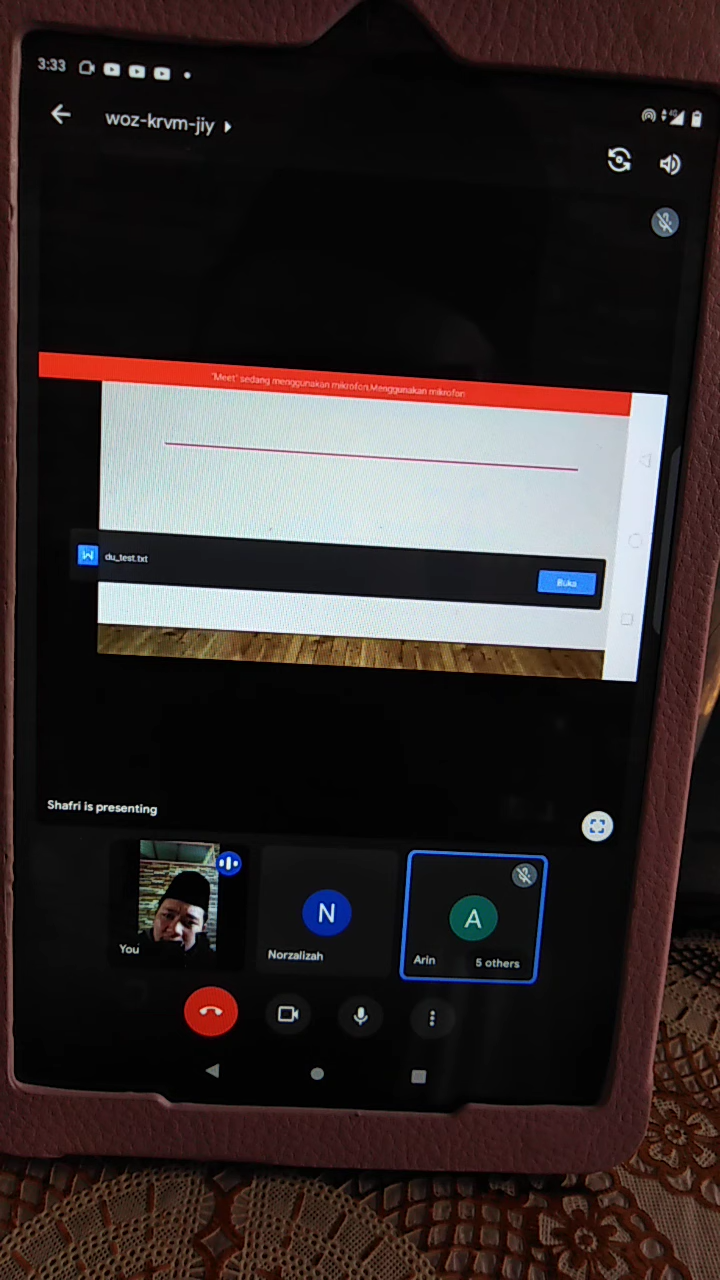 3:33
4G
woz-krvm-jiy
"Meet" sedang menggunakan mikrofon.Menggunakan mikrofon
W du_test.txt
Buka
Shafri is presenting
You
N
Norzalizah
A
Arin 5 others